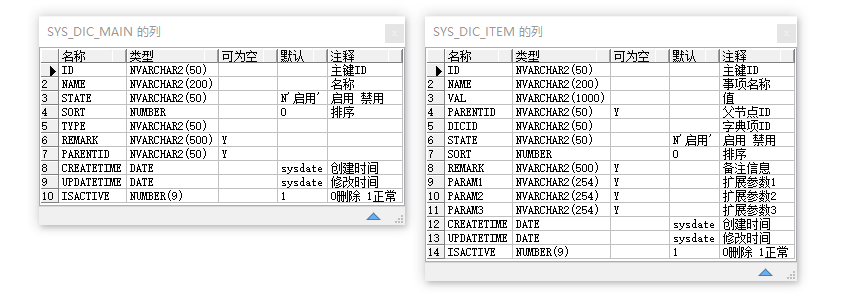 SYS_DIC_MAIN 的列
名称 类型 可为空 默认 注释
ID NVARCHAR2(50) 主键ID
2 NAME NVARCHAR2(200) 名称
3 STATE NVARCHAR2(50) N'启用' 启用 禁用
4 SORT NUMBER 0 排序
5 TYPE NVARCHAR2(50)
6 REMARK NVARCHAR2(500) Y
7 PARENTID NVARCHAR2(50) Y
8 CREATETIME DATE sysdate 创建时间
9 UPDATETIME DATE sysdate 修改时间
10 ISACTIVE NUMBER(9) 1 0删除 1正常
SYS_DIC_ITEM 的列
名称 类型 可为空 默认 注释
ID NVARCHAR2(50) 主键ID
2 NAME NVARCHAR2(200) 事项名称
3 VAL NVARCHAR2(1000) 值
4 PARENTID NVARCHAR2(50) Y 父节点ID
5 DICID NVARCHAR2(50) 字典项ID
6 STATE NVARCHAR2(50) N'启用' 启用 禁用
7 SORT NUMBER 0 排序
8 REMARK NVARCHAR2(500) Y 备注信息
9 PARAM1 NVARCHAR2(254) Y 扩展参数1
10 PARAM2 NVARCHAR2(254) Y 扩展参数2
11 PARAM3 NVARCHAR2(254) Y 扩展参数3
12 CREATETIME DATE sysdate 创建时间
13 UPDATETIME DATE sysdate 修改时间
14 ISACTIVE NUMBER(9) 1 0删除 1正常